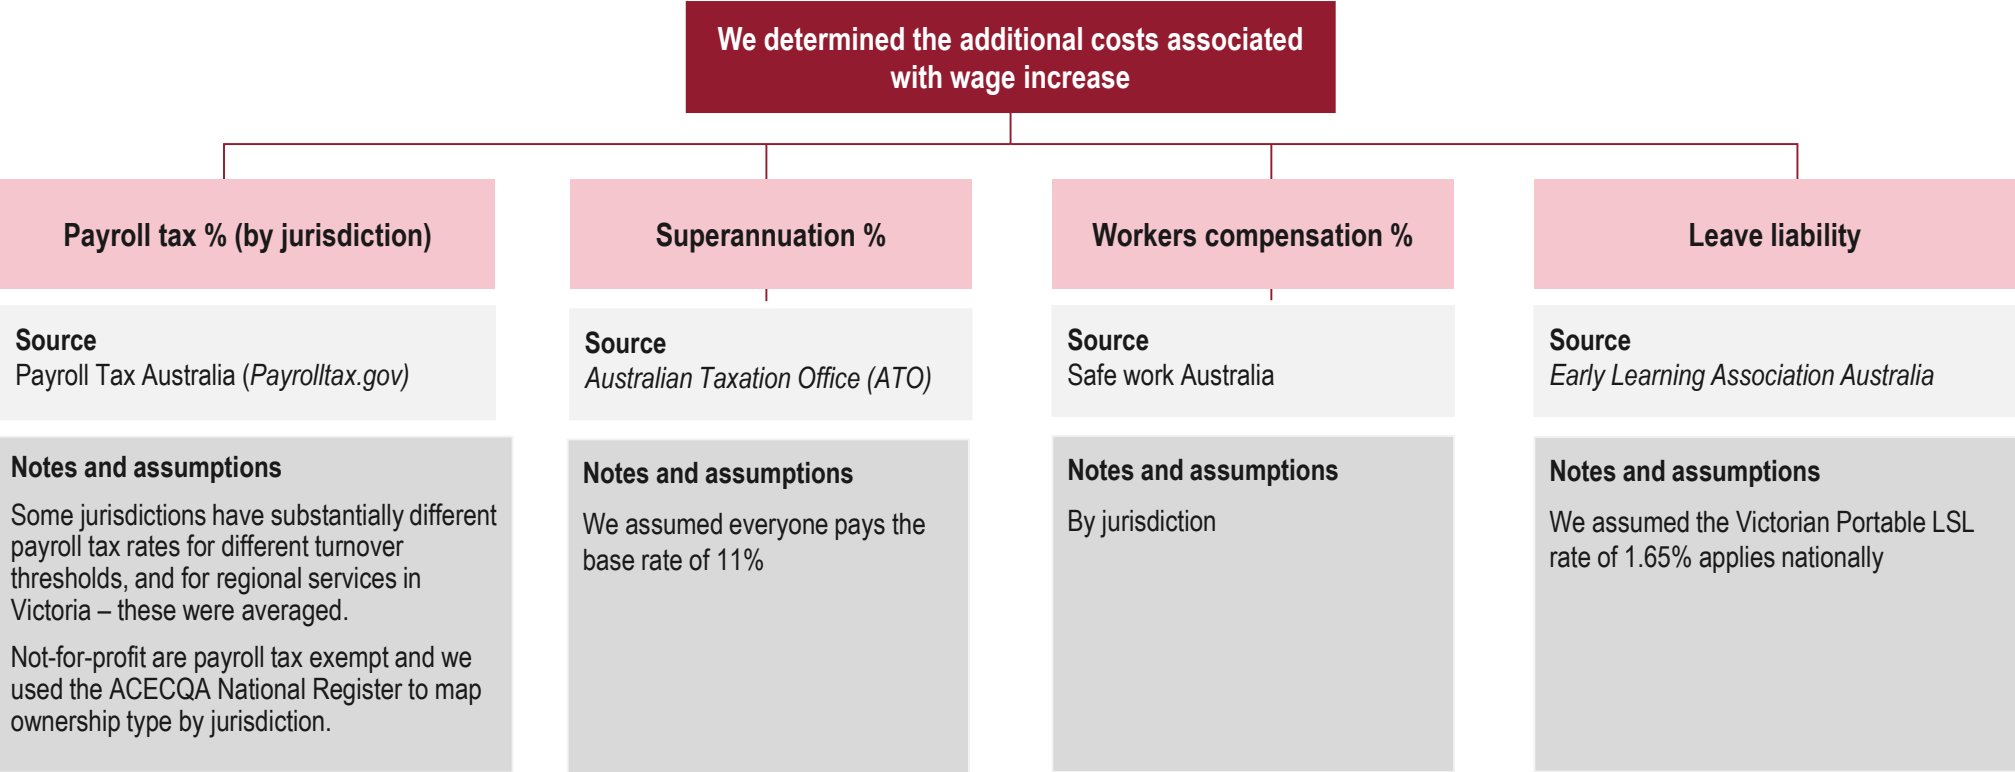 We determined the additional costs associated
with wage increase
Payroll tax % (by jurisdiction)
Source
Payroll Tax Australia (Payrolltax.gov)
Notes and assumptions
Some jurisdictions have substantially different
payroll tax rates for different turnover
thresholds, and for regional services in
Victoria – these were averaged.
Not-for-profit are payroll tax exempt and we
used the ACECQA National Register to map
ownership type by jurisdiction.
Superannuation %
Source
Australian Taxation Office (ATO)
Notes and assumptions
We assumed everyone pays the
base rate of 11%
Workers compensation %
Source
Safe work Australia
Notes and assumptions
By jurisdiction
Leave liability
Source
Early Learning Association Australia
Notes and assumptions
We assumed the Victorian Portable LSL
rate of 1.65% applies nationally